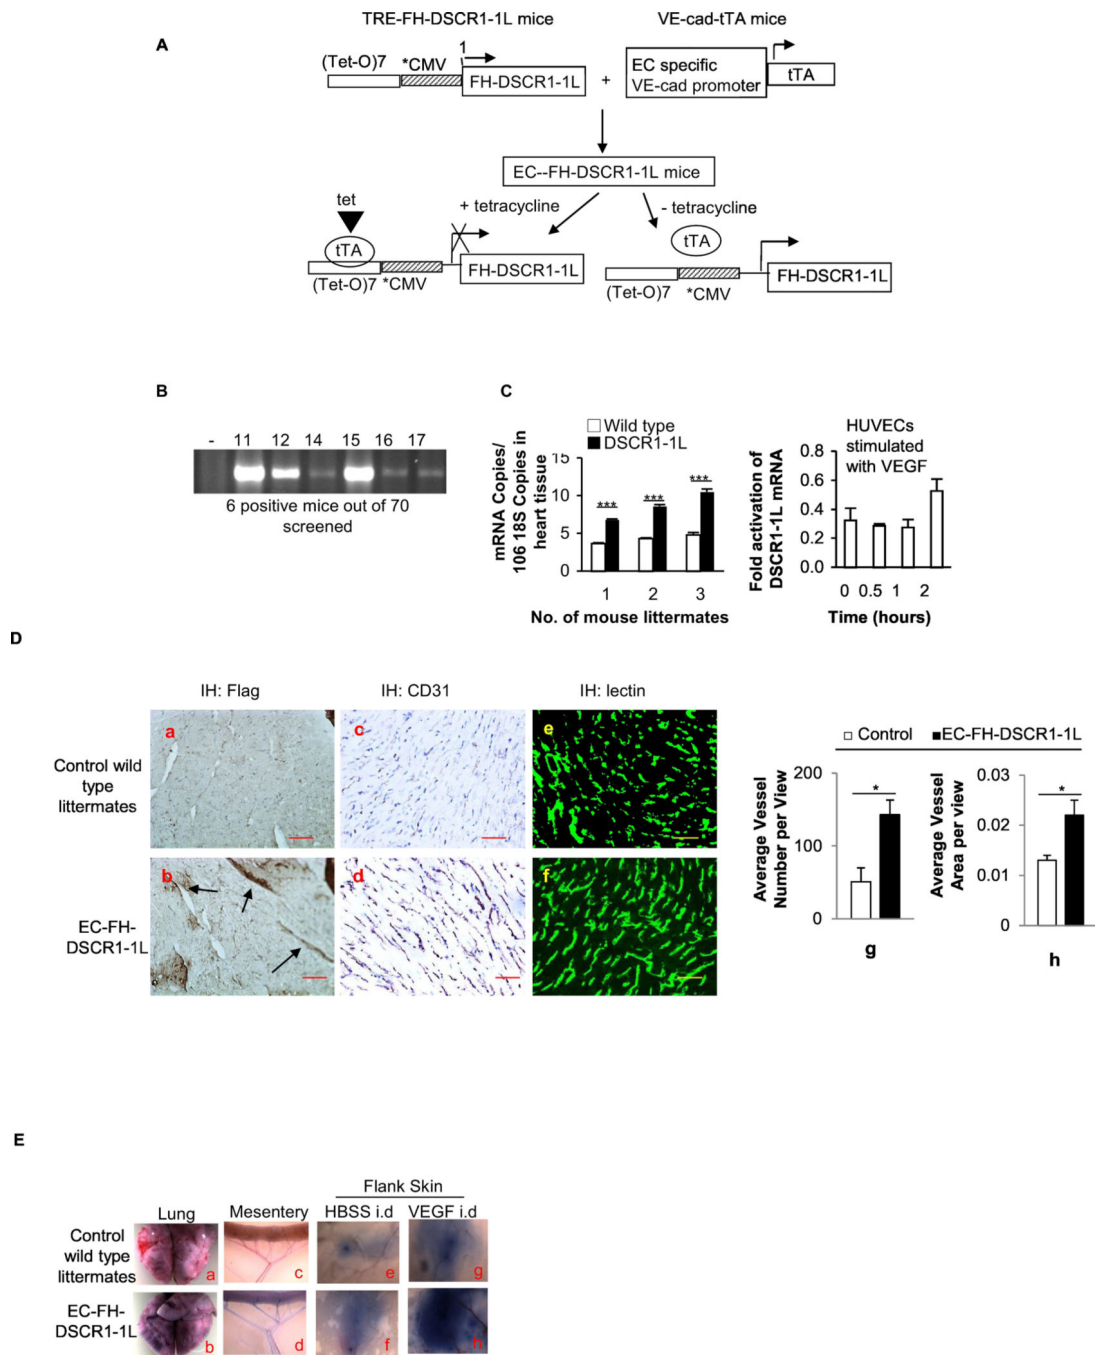 A
TRE-FH-DSCR1-1L mice
VE-cad-tTA mice
(Tet-O)7
*CMV
1
FH-DSCR1-1L
+
EC specific
VE-cad promoter
tTA
EC--FH-DSCR1-1L mice
tet
+ tetracycline
- tetracycline
tTA
tTA
(Tet-O)7
*CMV
FH-DSCR1-1L
(Tet-O)7
*CMV
FH-DSCR1-1L
B
- 11 12 14 15 16 17
6 positive mice out of 70
screened
C
Wild type
DSCR1-1L
mRNA Copies/
106 18S Copies in
heart tissue
15
10
5
0
***
***
***
1 2 3
No. of mouse littermates
HUVECs
stimulated
with VEGF
Fold activation of
DSCR1-1L mRNA
0.8
0.6
0.4
0.2
0.0
0 0.5 1 2
Time (hours)
D
IH: Flag
IH: CD31
IH: lectin
Control wild
type
littermates
a
c
e
EC-FH-
DSCR1-1L
b
d
f
Control
EC-FH-DSCR1-1L
Average Vessel
Number per View
200
100
0
*
g
Average Vessel
Area per view
0.03
0.02
0.01
0
*
h
E
Flank Skin
Lung
Mesentery
HBSS i.d
VEGF i.d
Control
wild type
littermates
a
c
e
g
EC-FH-
DSCR1-1L
b
d
f
h